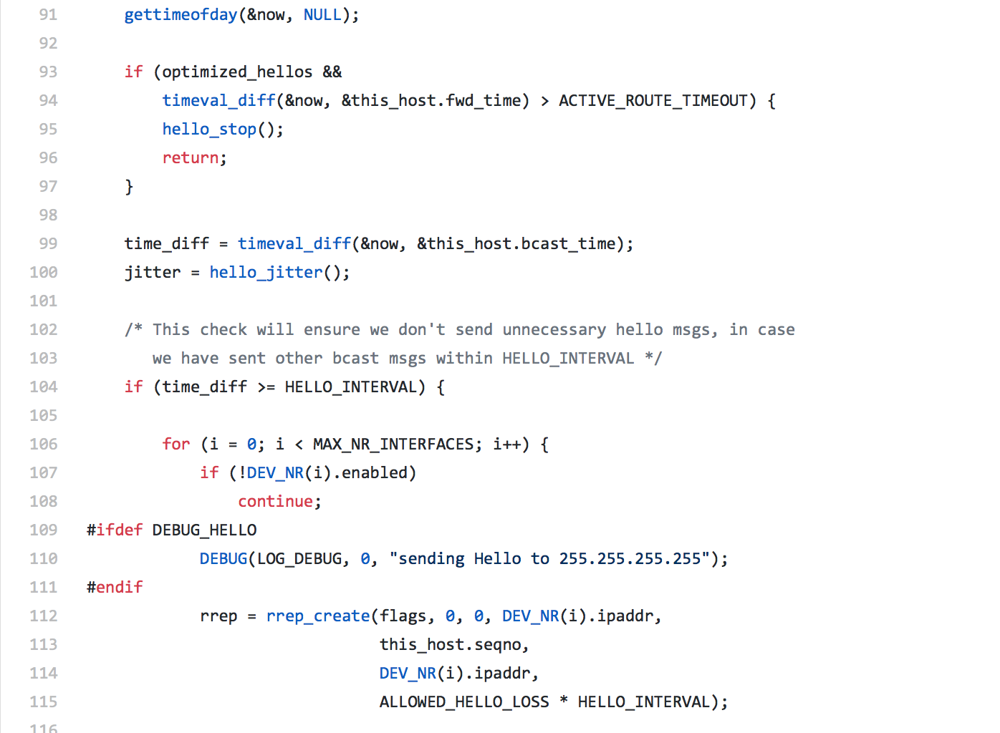 91 gettimeofday(&now, NULL);
92
93 if (optimized_hellos &&
94 timeval_diff(&now, &this_host.fwd_time) > ACTIVE_ROUTE_TIMEOUT) {
95 hello_stop();
96 return;
97 }
98
99 time_diff = timeval_diff(&now, &this_host.bcast_time);
100 jitter = hello_jitter();
101
102 /* This check will ensure we don't send unnecessary hello msgs, in case
103 we have sent other bcast msgs within HELLO_INTERVAL */
104 if (time_diff >= HELLO_INTERVAL) {
105
106 for (i = 0; i < MAX_NR_INTERFACES; i++) {
107 if (!DEV_NR(i).enabled)
108 continue;
109 #ifdef DEBUG_HELLO
110 DEBUG(LOG_DEBUG, 0, "sending Hello to 255.255.255.255");
111 #endif
112 rrep = rrep_create(flags, 0, 0, DEV_NR(i).ipaddr,
113 this_host.seqno,
114 DEV_NR(i).ipaddr,
115 ALLOWED_HELLO_LOSS * HELLO_INTERVAL);
116